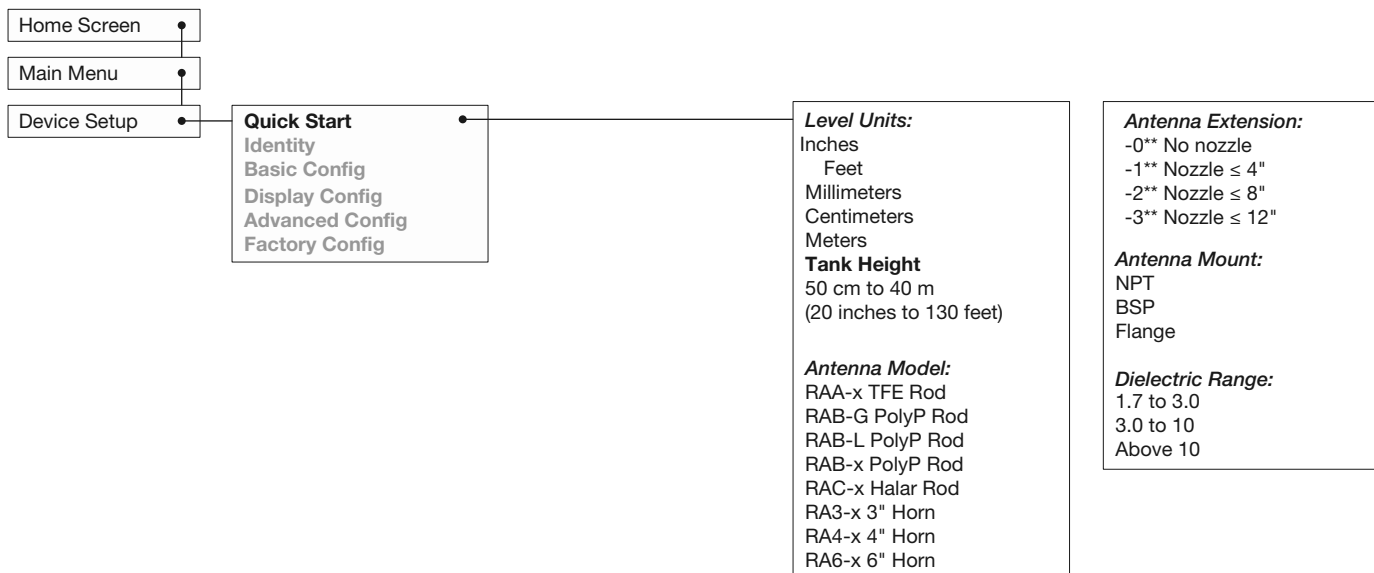 Home Screen
Main Menu
Device Setup
Quick Start
Identity
Basic Config
Display Config
Advanced Config
Factory Config
Level Units:
Inches
Feet
Millimeters
Centimeters
Meters
Tank Height
50 cm to 40 m
(20 inches to 130 feet)
Antenna Model:
RAA-x TFE Rod
RAB-G PolyP Rod
RAB-L PolyP Rod
RAB-x PolyP Rod
RAC-x Halar Rod
RA3-x 3" Horn
RA4-x 4" Horn
RA6-x 6" Horn
Antenna Extension:
-0** No nozzle
-1** Nozzle ≤ 4"
-2** Nozzle ≤ 8"
-3** Nozzle ≤ 12"
Antenna Mount:
NPT
BSP
Flange
Dielectric Range:
1.7 to 3.0
3.0 to 10
Above 10